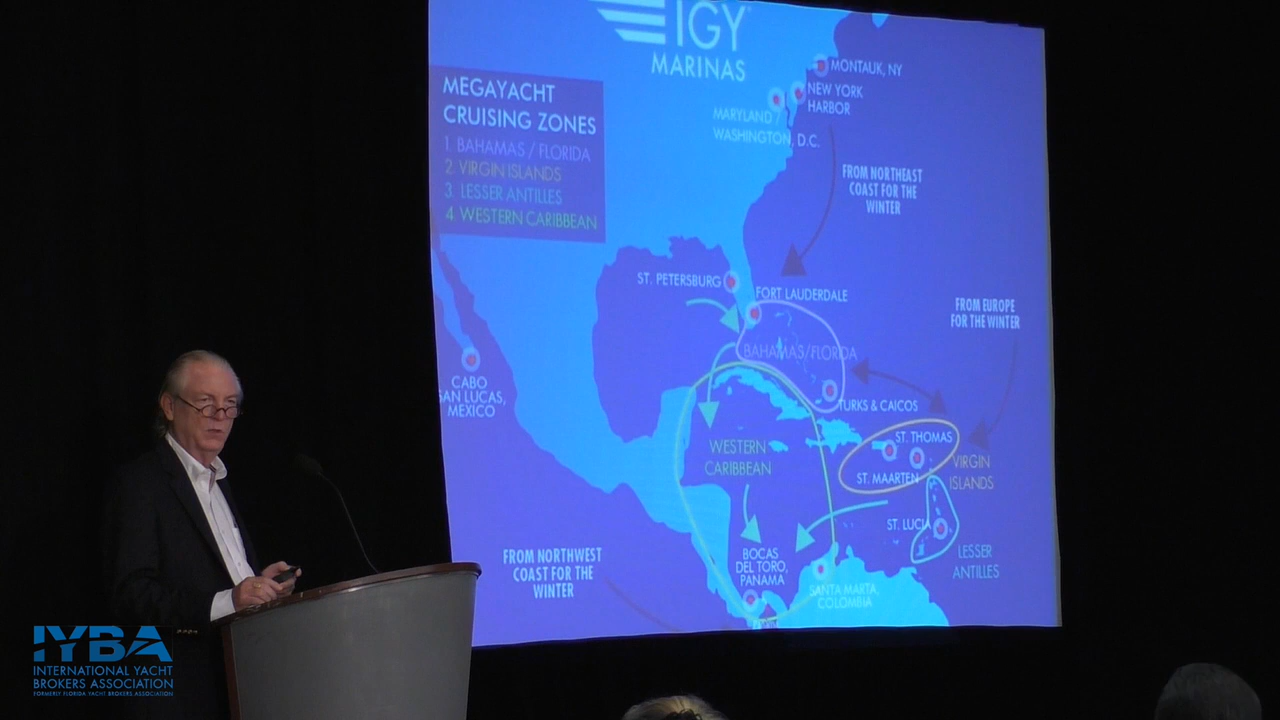 IGY
MARINAS
MEGAYACHT
CRUISING ZONES
1. BAHAMAS / FLORIDA
2. VIRGIN ISLANDS
3. LESSER ANTILLES
4. WESTERN CARIBBEAN
MONTAUK, NY
NEW YORK
HARBOR
MARYLAND /
WASHINGTON, D.C.
FROM NORTHEAST
COAST FOR THE
WINTER
ST. PETERSBURG
FORT LAUDERDALE
FROM EUROPE
FOR THE WINTER
BAHAMAS/FLORIDA
CABO
SAN LUCAS,
MEXICO
TURKS & CAICOS
WESTERN
CARIBBEAN
ST. THOMAS
ST. MAARTEN
VIRGIN
ISLANDS
ST. LUCIA
LESSER
ANTILLES
FROM NORTHWEST
COAST FOR THE
WINTER
BOCAS
DEL TORO,
PANAMA
SANTA MARTA,
COLOMBIA
IYBA
INTERNATIONAL YACHT
BROKERS ASSOCIATION
FORMERLY FLORIDA YACHT BROKERS ASSOCIATION